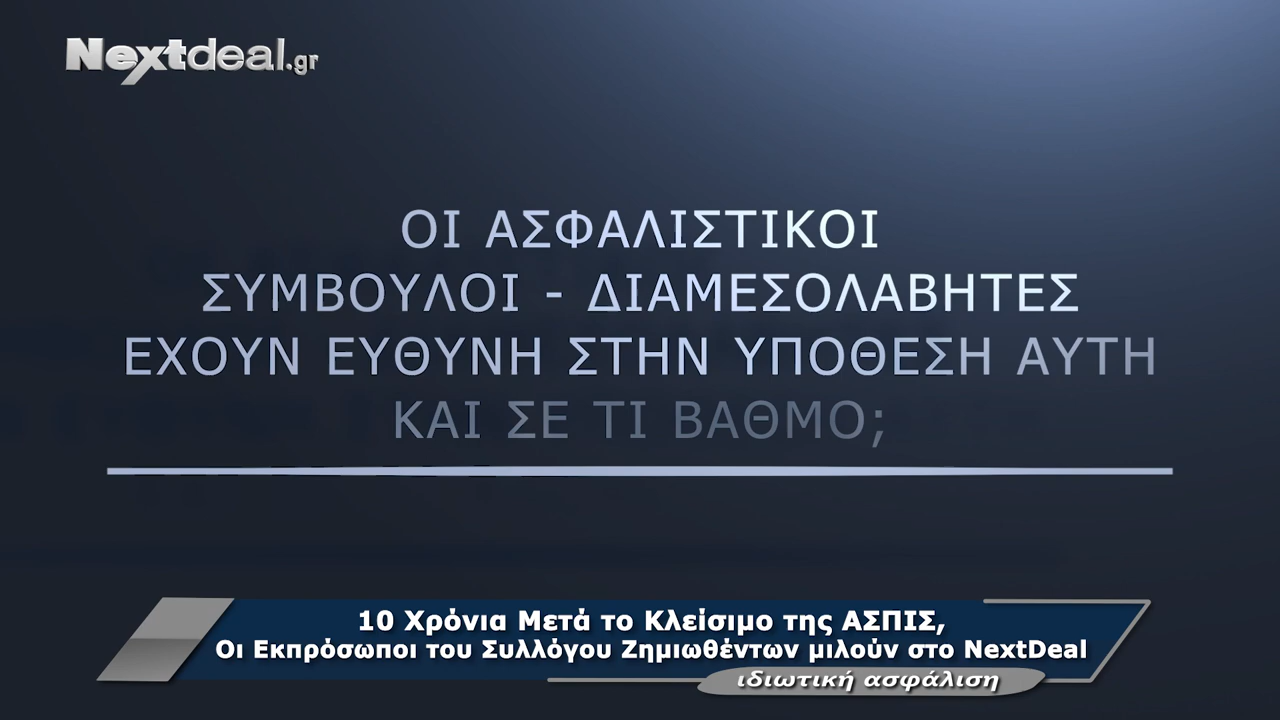 Nextdeal.gr
ΟΙ ΑΣΦΑΛΙΣΤΙΚΟΙ
ΣΥΜΒΟΥΛΟΙ - ΔΙΑΜΕΣΟΛΑΒΗΤΕΣ
ΕΧΟΥΝ ΕΥΘΥΝΗ ΣΤΗΝ ΥΠΟΘΕΣΗ ΑΥΤΗ
ΚΑΙ ΣΕ ΤΙ ΒΑΘΜΟ;
10 Χρόνια Μετά το Κλείσιμο της ΑΣΠΙΣ,
Οι Εκπρόσωποι του Συλλόγου Ζημιωθέντων μιλούν στο NextDeal
ιδιωτική ασφάλιση